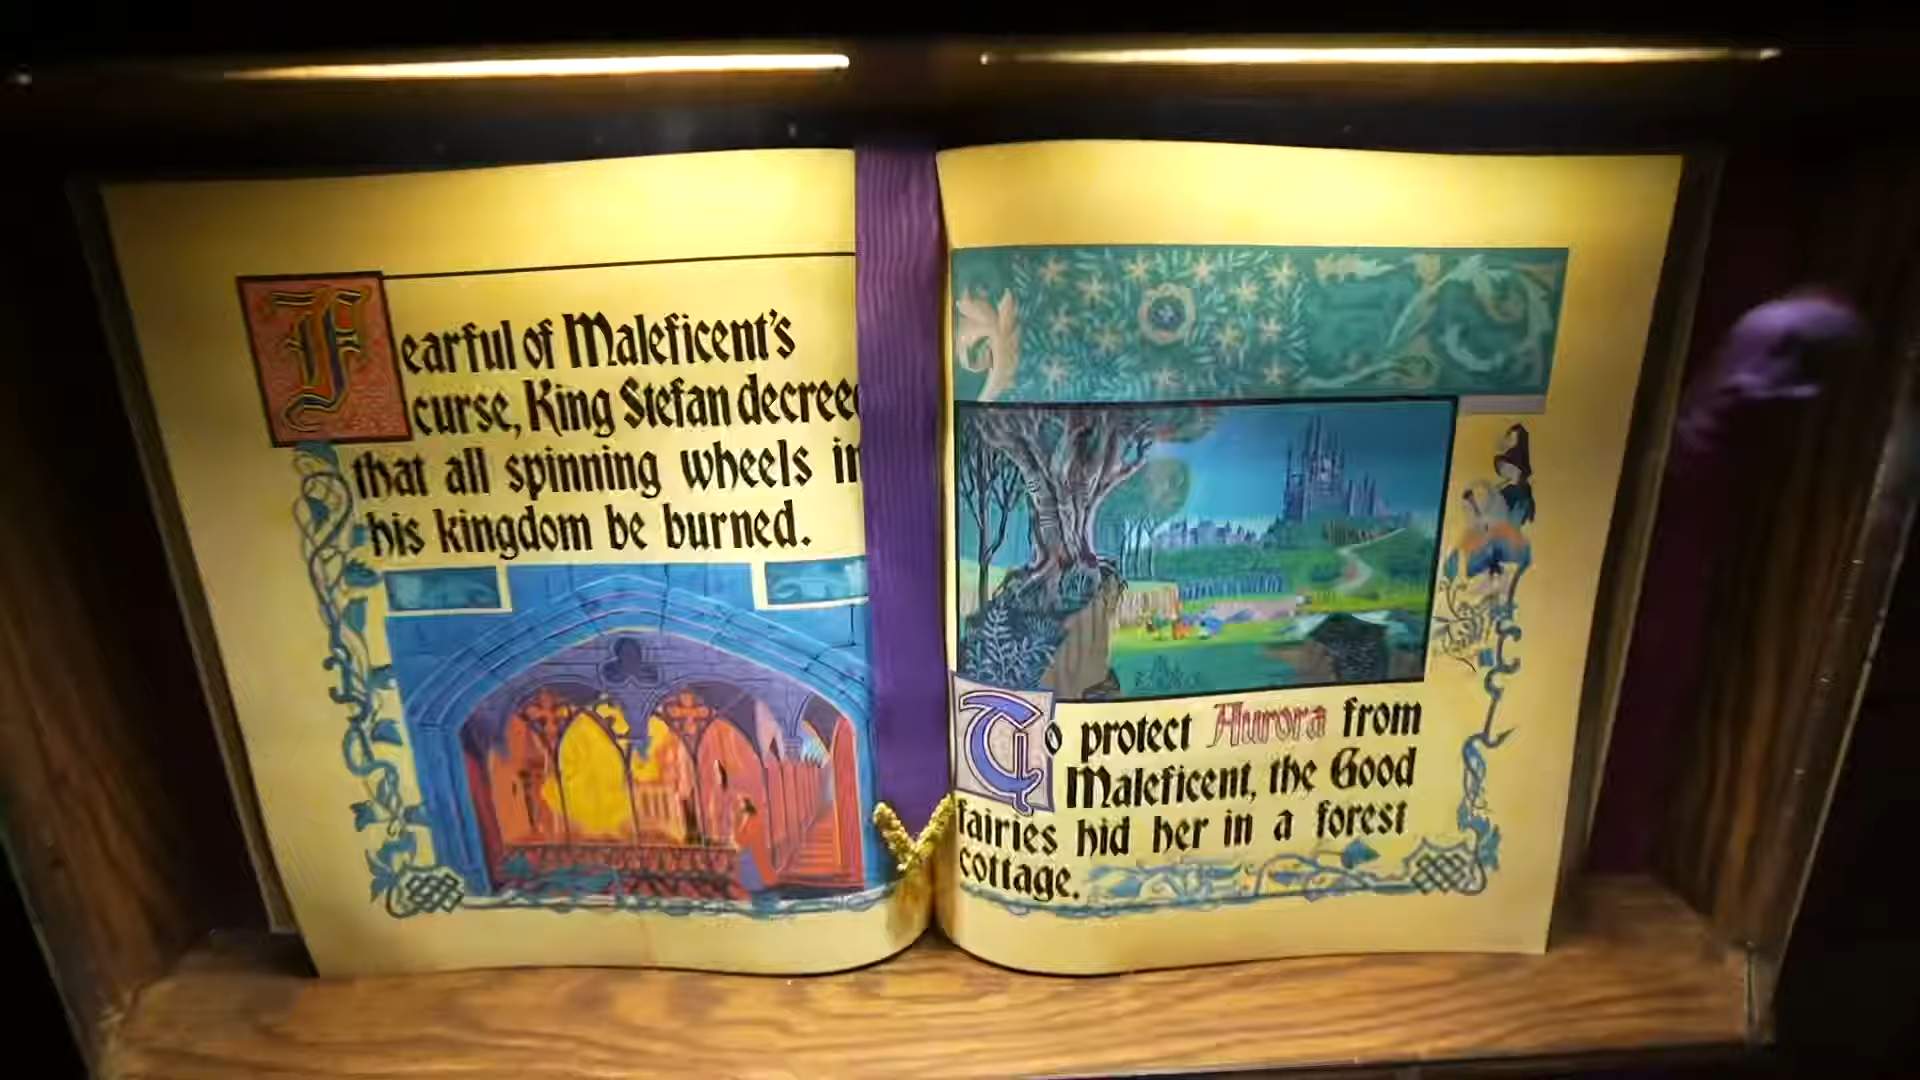 Fearful of Maleficent's
curse, King Stefan decree
that all spinning wheels in
his kingdom be burned.
To protect Aurora from
Maleficent, the Good
fairies hid her in a forest
cottage.